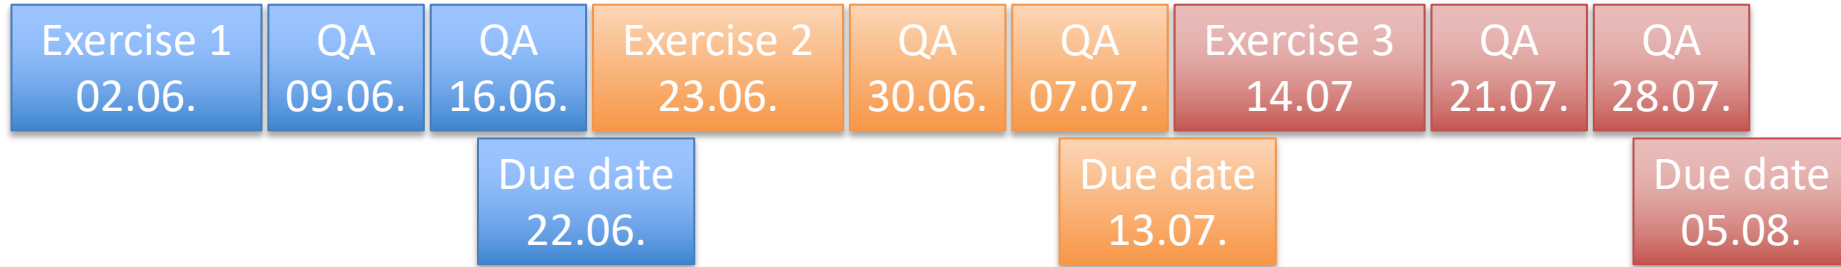 Exercise 1
02.06.
QA
09.06.
QA
16.06.
Exercise 2
23.06.
QA
30.06.
QA
07.07.
Exercise 3
14.07
QA
21.07.
QA
28.07.
Due date
22.06.
Due date
13.07.
Due date
05.08.